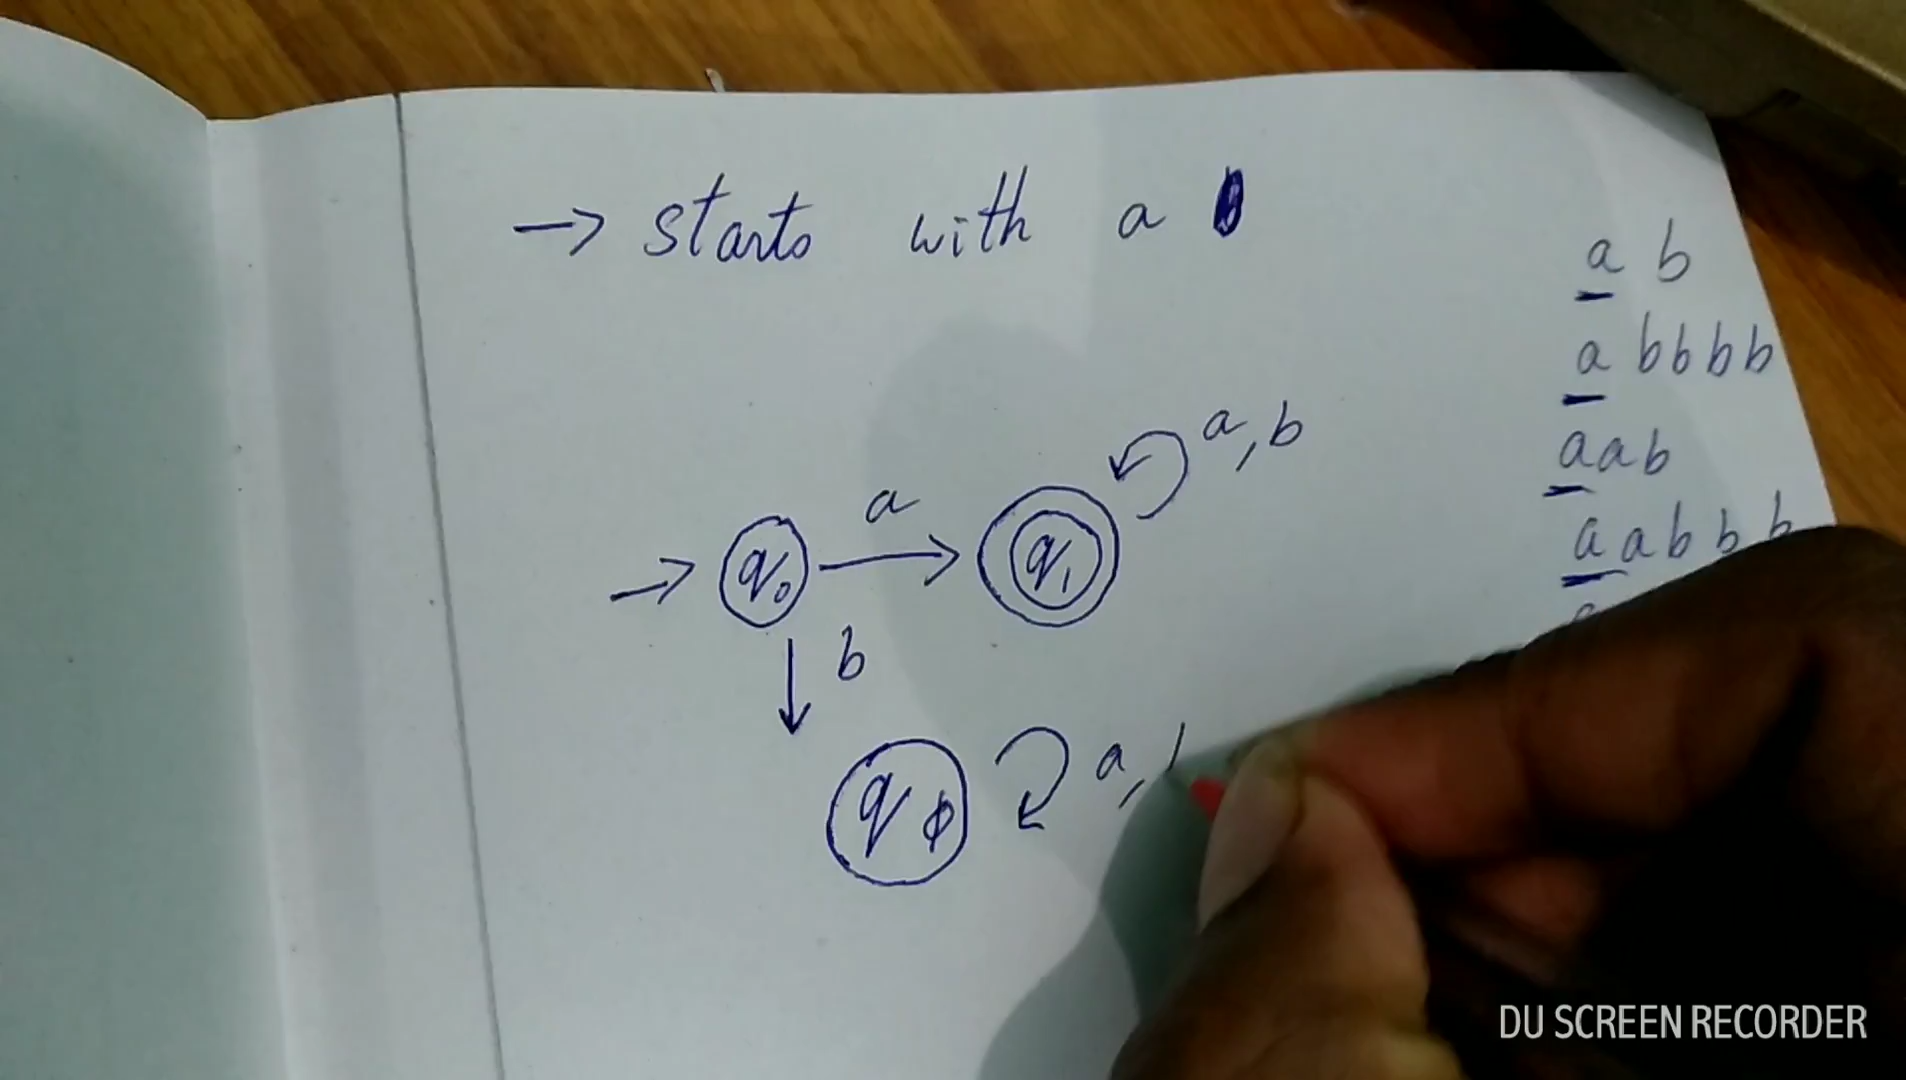 → starts with a
a b
a bbbb
aab
aabbb
a, b
a
→ q₀ → q₁
b
qϕ a,
DU SCREEN RECORDER